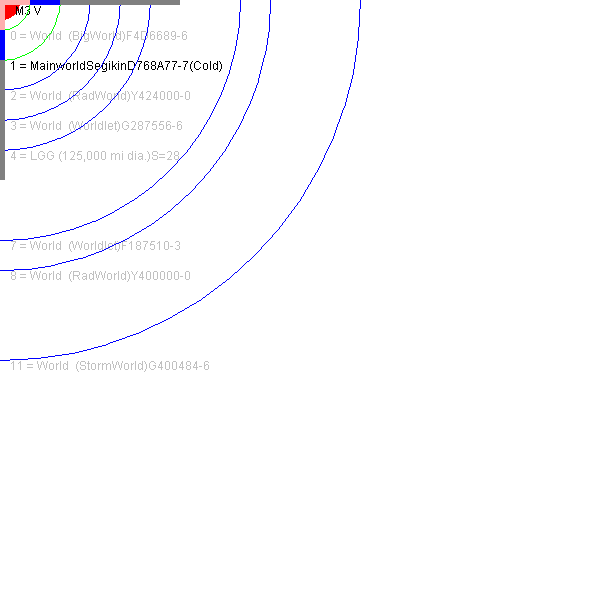 M3 V
0 = World (BigWorld)F4D6689-6
1 = MainworldSegikinD768A77-7(Cold)
2 = World (RadWorld)Y424000-0
3 = World (Worldlet)G287556-6
4 = LGG (125,000 mi dia.)S=28
7 = World (Worldlet)F187510-3
8 = World (RadWorld)Y400000-0
11 = World (StormWorld)G400484-6